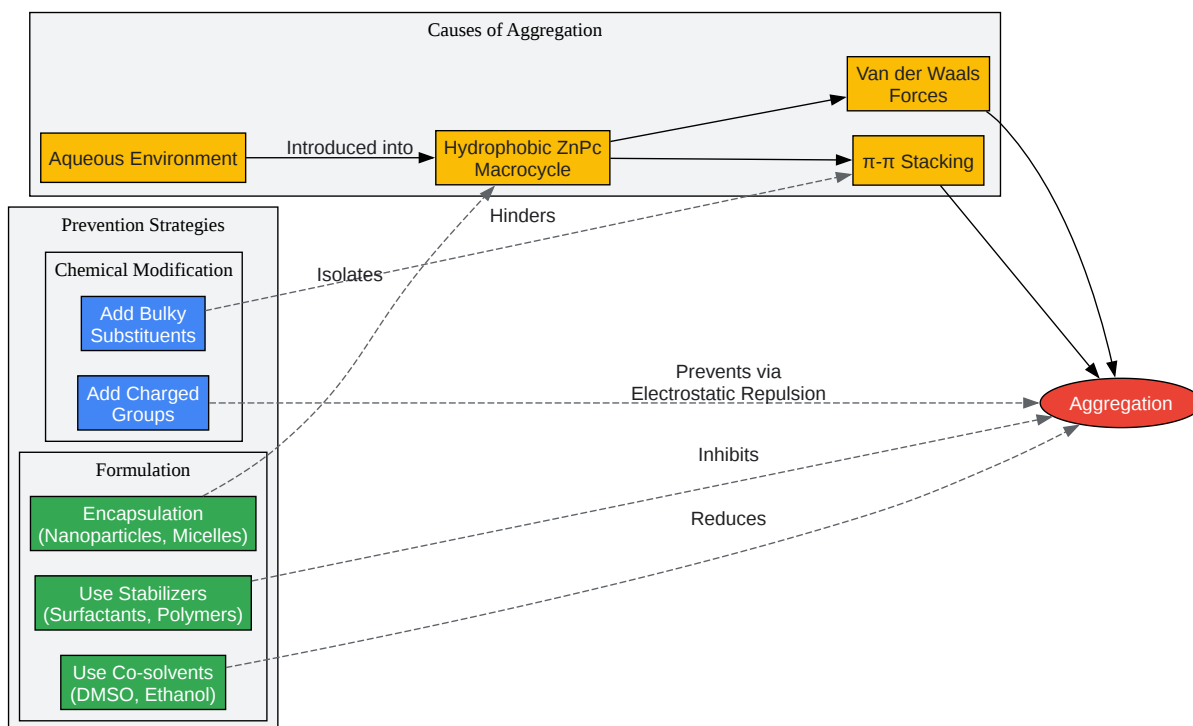 Causes of Aggregation
Van der Waals
Forces
Aqueous Environment
Introduced into
Hydrophobic ZnPc
Macrocycle
π-π Stacking
Hinders
Prevention Strategies
Chemical Modification
Isolates
Add Bulky
Substituents
Add Charged
Groups
Prevents via
Electrostatic Repulsion
Aggregation
Formulation
Inhibits
Encapsulation
(Nanoparticles, Micelles)
Reduces
Use Stabilizers
(Surfactants, Polymers)
Use Co-solvents
(DMSO, Ethanol)